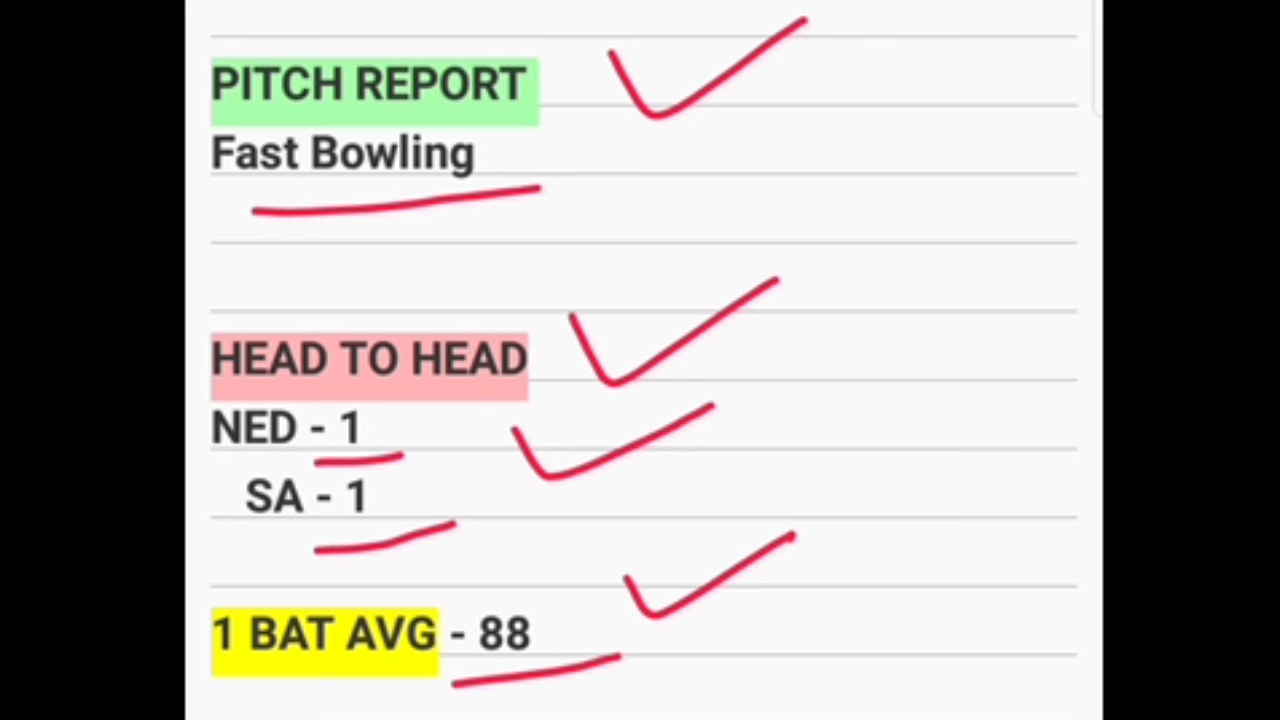 PITCH REPORT
Fast Bowling
HEAD TO HEAD
NED - 1
SA - 1
1 BAT AVG - 88